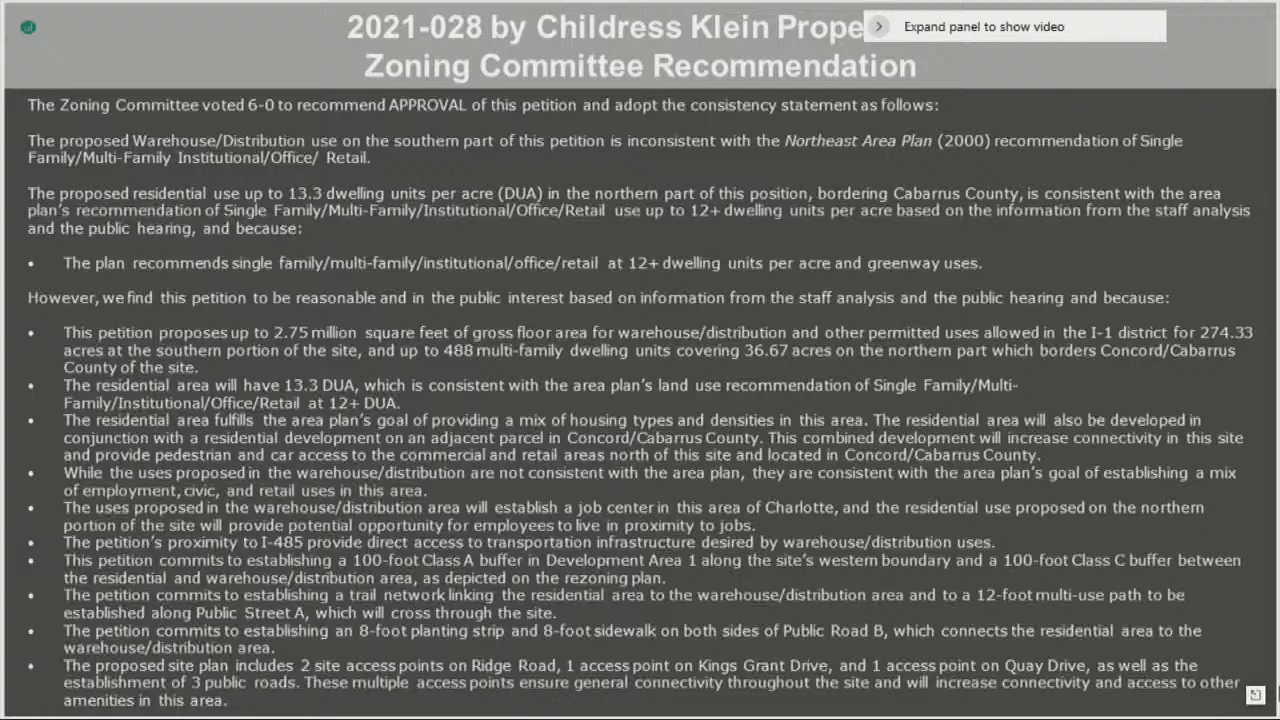 2021-028 by Childress Klein Prope
Expand panel to show video
Zoning Committee Recommendation
The Zoning Committee voted 6-0 to recommend APPROVAL of this petition and adopt the consistency statement as follows:
The proposed Warehouse/Distribution use on the southern part of this petition is inconsistent with the Northeast Area Plan (2000) recommendation of Single
Family/Multi-Family Institutional/Office/ Retail.
The proposed residential use up to 13.3 dwelling units per acre (DUA) in the northern part of this position, bordering Cabarrus County, is consistent with the area
plan's recommendation of Single Family/Multi-Family/Institutional/Office/Retail use up to 12+ dwelling units per acre based on the information from the staff analysis
and the public hearing, and because:
• The plan recommends single family/multi-family/institutional/office/retail at 12+ dwelling units per acre and greenway uses.
However, we find this petition to be reasonable and in the public interest based on information from the staff analysis and the public hearing and because:
• This petition proposes up to 2.75 million square feet of gross floor area for warehouse/distribution and other permitted uses allowed in the I-1 district for 274.33
acres at the southern portion of the site, and up to 488 multi-family dwelling units covering 36.67 acres on the northern part which borders Concord/Cabarrus
County of the site.
• The residential area will have 13.3 DUA, which is consistent with the area plan's land use recommendation of Single Family/Multi-
Family/Institutional/Office/Retail at 12+ DUA.
• The residential area fulfills the area plan's goal of providing a mix of housing types and densities in this area. The residential area will also be developed in
conjunction with a residential development on an adjacent parcel in Concord/Cabarrus County. This combined development will increase connectivity in this site
and provide pedestrian and car access to the commercial and retail areas north of this site and located in Concord/Cabarrus County.
• While the uses proposed in the warehouse/distribution are not consistent with the area plan, they are consistent with the area plan's goal of establishing a mix
of employment, civic, and retail uses in this area.
• The uses proposed in the warehouse/distribution area will establish a job center in this area of Charlotte, and the residential use proposed on the northern
portion of the site will provide potential opportunity for employees to live in proximity to jobs.
• The petition's proximity to I-485 provide direct access to transportation infrastructure desired by warehouse/distribution uses.
• This petition commits to establishing a 100-foot Class A buffer in Development Area 1 along the site's western boundary and a 100-foot Class C buffer between
the residential and warehouse/distribution area, as depicted on the rezoning plan.
• The petition commits to establishing a trail network linking the residential area to the warehouse/distribution area and to a 12-foot multi-use path to be
established along Public Street A, which will cross through the site.
• The petition commits to establishing an 8-foot planting strip and 8-foot sidewalk on both sides of Public Road B, which connects the residential area to the
warehouse/distribution area.
• The proposed site plan includes 2 site access points on Ridge Road, 1 access point on Kings Grant Drive, and 1 access point on Quay Drive, as well as the
establishment of 3 public roads. These multiple access points ensure general connectivity throughout the site and will increase connectivity and access to other
amenities in this area.